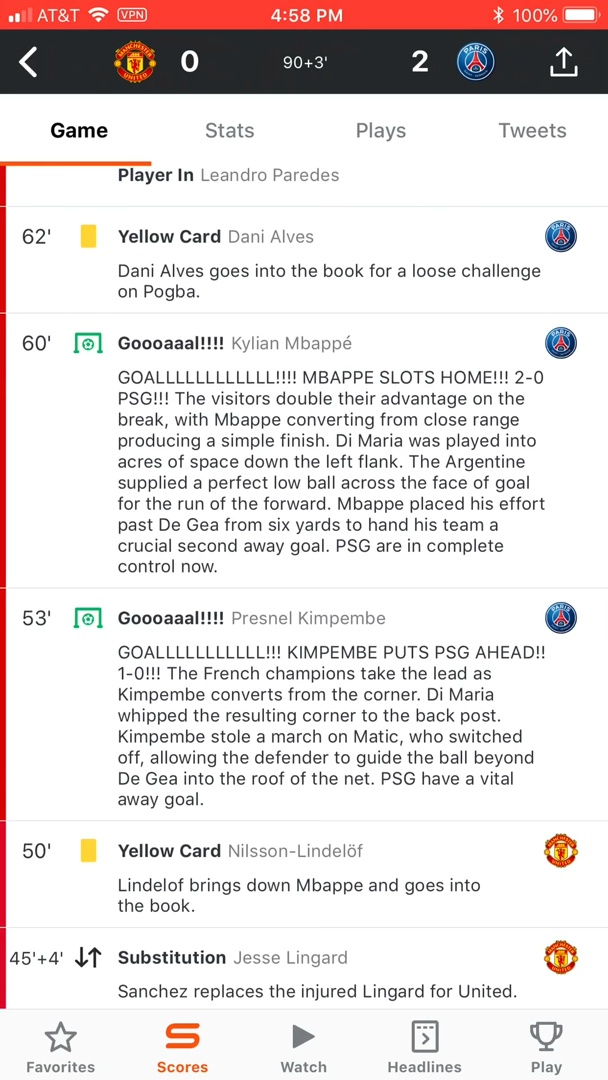 AT&T VPN 4:58 PM 100%
MANCHESTER UNITED 0 90+3' 2 PARIS
Game Stats Plays Tweets
Player In Leandro Paredes
62' Yellow Card Dani Alves PARIS
Dani Alves goes into the book for a loose challenge
on Pogba.
60' Goooaaal!!!! Kylian Mbappé PARIS
GOALLLLLLLLLLLL!!!! MBAPPE SLOTS HOME!!! 2-0
PSG!!! The visitors double their advantage on the
break, with Mbappe converting from close range
producing a simple finish. Di Maria was played into
acres of space down the left flank. The Argentine
supplied a perfect low ball across the face of goal
for the run of the forward. Mbappe placed his effort
past De Gea from six yards to hand his team a
crucial second away goal. PSG are in complete
control now.
53' Goooaaal!!!! Presnel Kimpembe PARIS
GOALLLLLLLLLLL!!! KIMPEMBE PUTS PSG AHEAD!!
1-0!!! The French champions take the lead as
Kimpembe converts from the corner. Di Maria
whipped the resulting corner to the back post.
Kimpembe stole a march on Matic, who switched
off, allowing the defender to guide the ball beyond
De Gea into the roof of the net. PSG have a vital
away goal.
50' Yellow Card Nilsson-Lindelöf
Lindelof brings down Mbappe and goes into
the book.
45'+4' Substitution Jesse Lingard
Sanchez replaces the injured Lingard for United.
Favorites Scores Watch Headlines Play